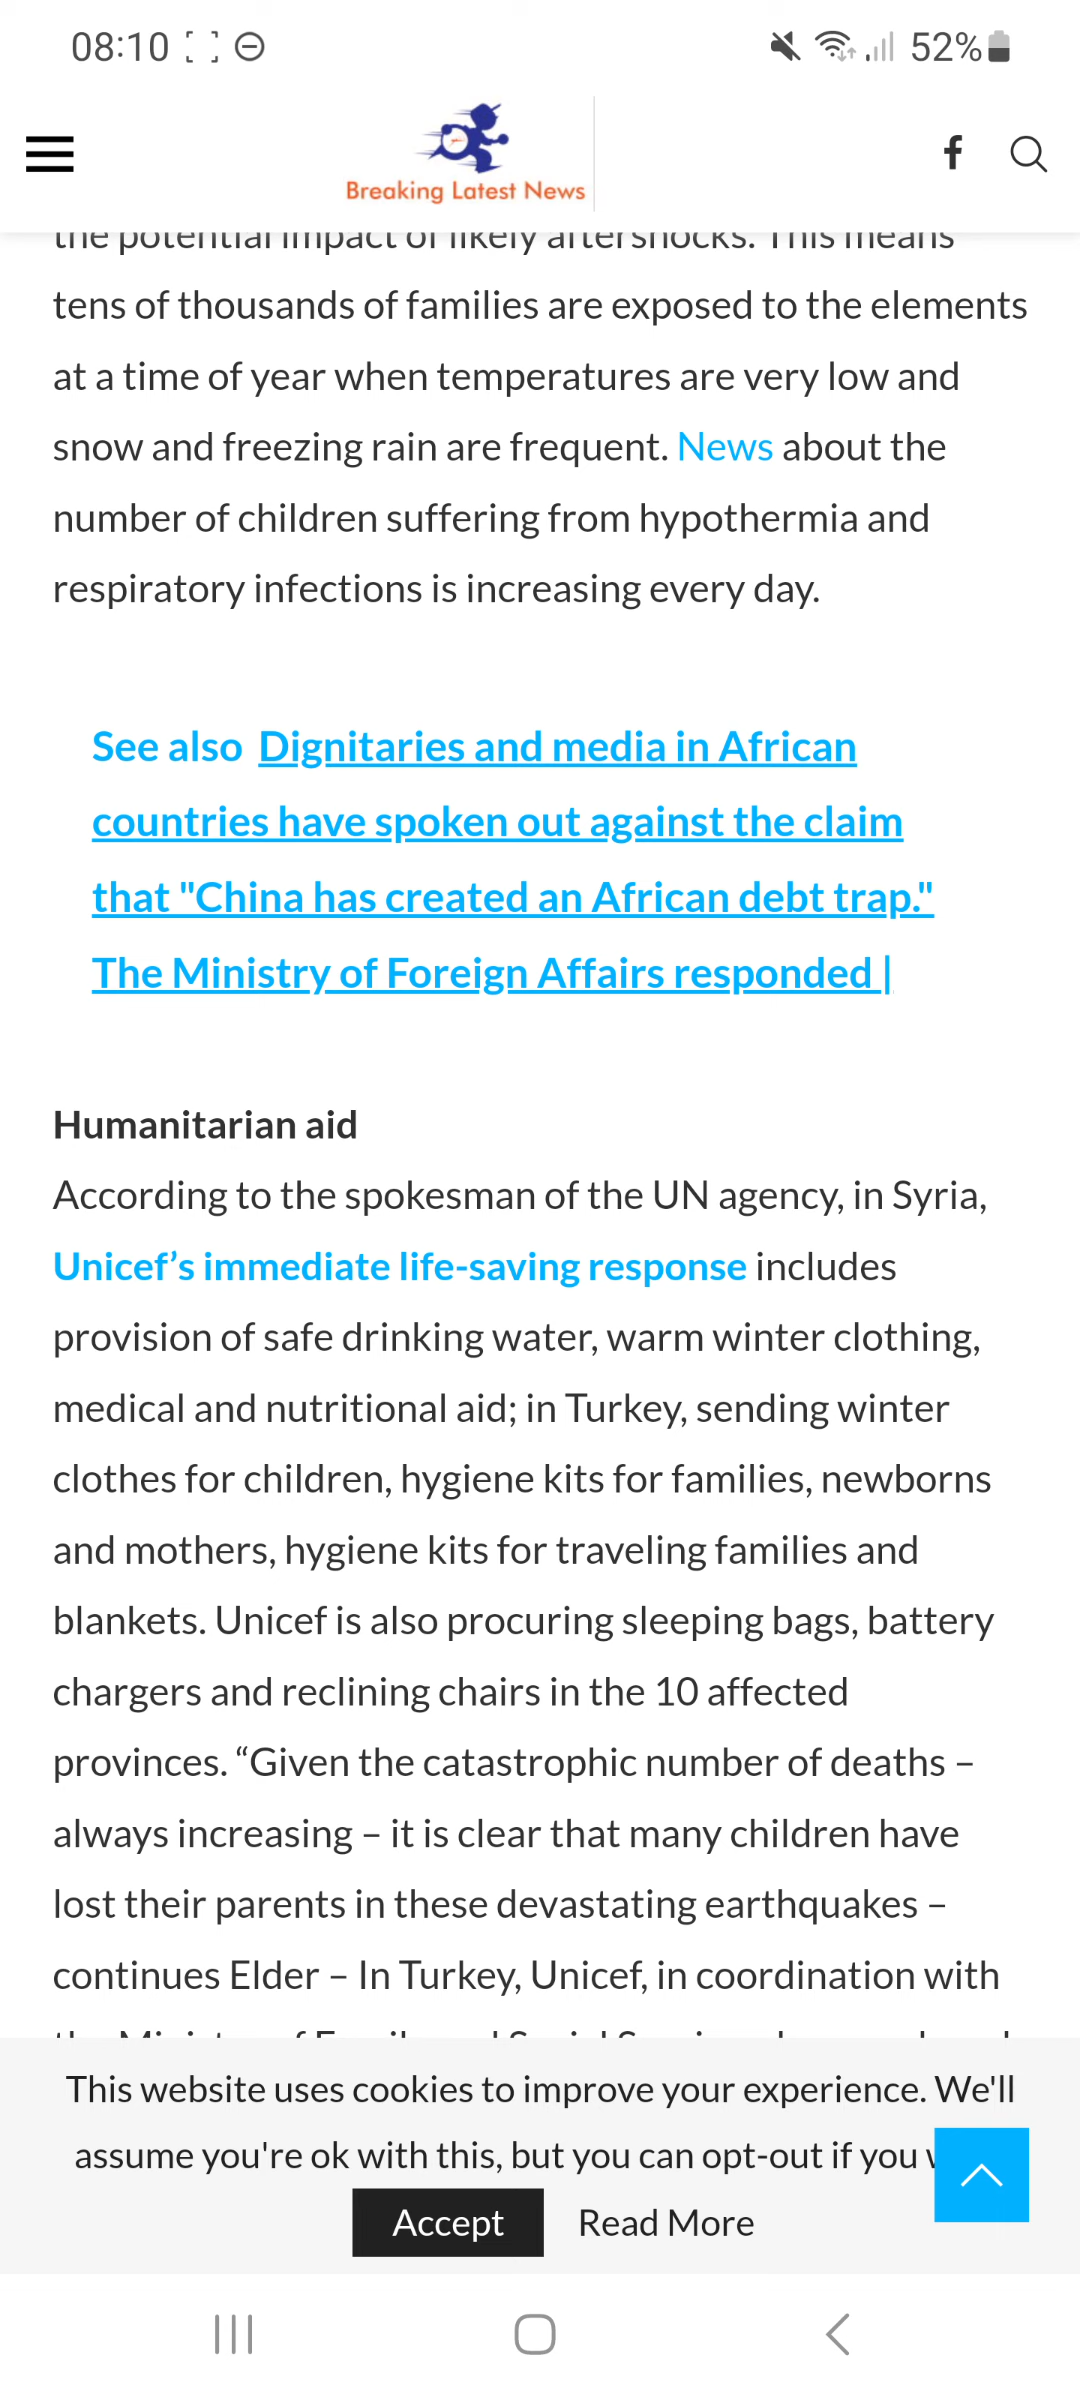 08:10
52%
Breaking Latest News
f
the potential impact of likely aftershocks. This means
tens of thousands of families are exposed to the elements
at a time of year when temperatures are very low and
snow and freezing rain are frequent. News about the
number of children suffering from hypothermia and
respiratory infections is increasing every day.
See also Dignitaries and media in African
countries have spoken out against the claim
that "China has created an African debt trap."
The Ministry of Foreign Affairs responded |
Humanitarian aid
According to the spokesman of the UN agency, in Syria,
Unicef’s immediate life-saving response includes
provision of safe drinking water, warm winter clothing,
medical and nutritional aid; in Turkey, sending winter
clothes for children, hygiene kits for families, newborns
and mothers, hygiene kits for traveling families and
blankets. Unicef is also procuring sleeping bags, battery
chargers and reclining chairs in the 10 affected
provinces. “Given the catastrophic number of deaths –
always increasing – it is clear that many children have
lost their parents in these devastating earthquakes –
continues Elder – In Turkey, Unicef, in coordination with
This website uses cookies to improve your experience. We'll
assume you're ok with this, but you can opt-out if you
Accept Read More